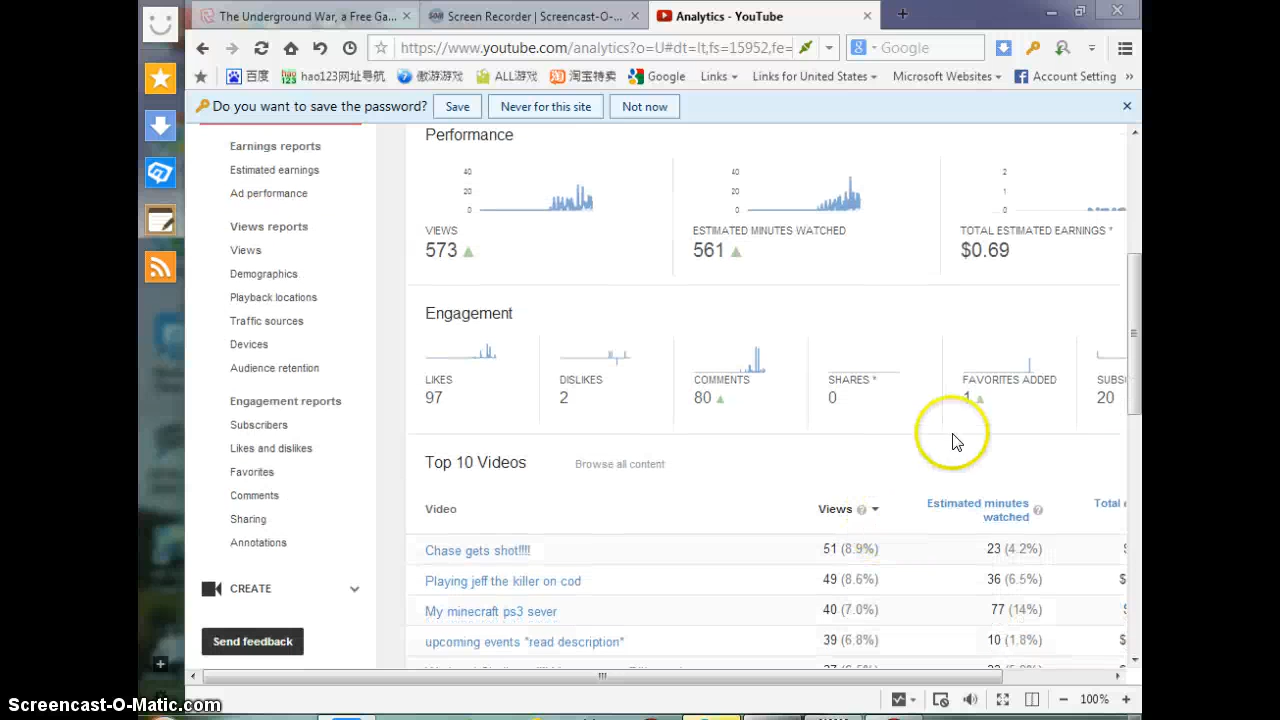 The Underground War, a Free Ga...
Screen Recorder | Screencast-O-...
Analytics - YouTube
https://www.youtube.com/analytics?o=U#dt=lt,fs=15952,fe=
Google
百度
hao123网址导航
傲游游戏
ALL游戏
淘宝特卖
Google
Links
Links for United States
Microsoft Websites
Account Setting
Do you want to save the password?
Save
Never for this site
Not now
Earnings reports
Estimated earnings
Ad performance
Views reports
Views
Demographics
Playback locations
Traffic sources
Devices
Audience retention
Engagement reports
Subscribers
Likes and dislikes
Favorites
Comments
Sharing
Annotations
CREATE
Send feedback
Performance
40
20
0
40
20
0
2
1
0
VIEWS
ESTIMATED MINUTES WATCHED
TOTAL ESTIMATED EARNINGS *
573
561
$0.69
Engagement
LIKES
DISLIKES
COMMENTS
SHARES *
FAVORITES ADDED
SUBS
97
2
80
0
1
20
Top 10 Videos
Browse all content
Video
Views
Estimated minutes
watched
Total
Chase gets shot!!!! 51 (8.9%) 23 (4.2%)
Playing jeff the killer on cod 49 (8.6%) 36 (6.5%) $
My minecraft ps3 sever 40 (7.0%) 77 (14%)
upcoming events "read description" 39 (6.8%) 10 (1.8%) $
100%
Screencast-O-Matic.com